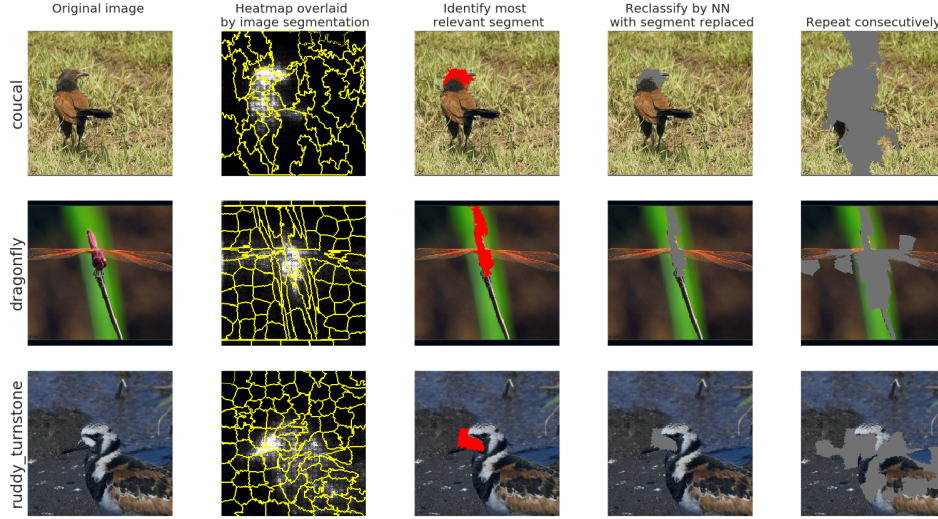 Original image
Heatmap overlaid
by image segmentation
Identify most
relevant segment
Reclassify by NN
with segment replaced
Repeat consecutively
coucal
dragonfly
ruddy_turnstone